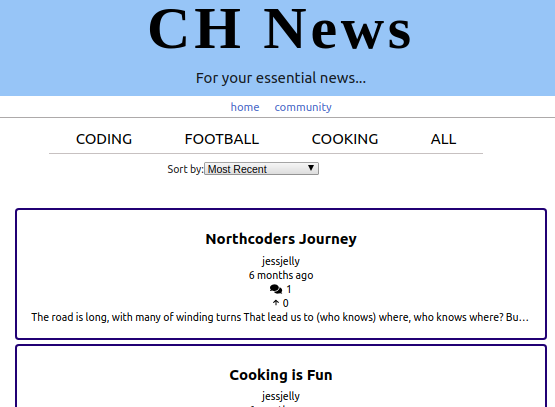 CH News
For your essential news...
home community
CODING FOOTBALL COOKING ALL
Sort by: Most Recent
Northcoders Journey
jessjelly
6 months ago
1
0
The road is long, with many of winding turns That lead us to (who knows) where, who knows where? Bu...
Cooking is Fun
jessjelly